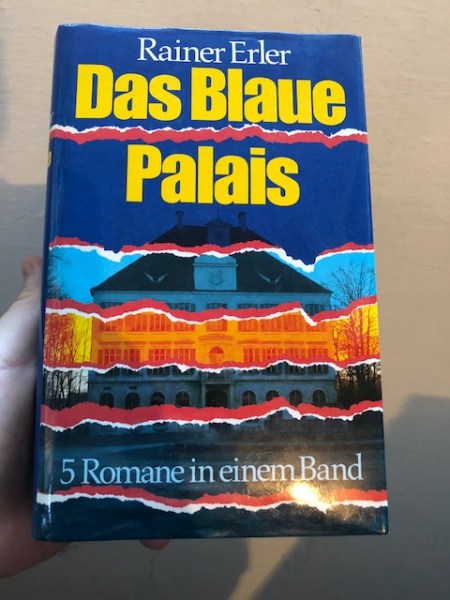 Rainer Erler
Das Blaue
Palais
5 Romane in einem Band